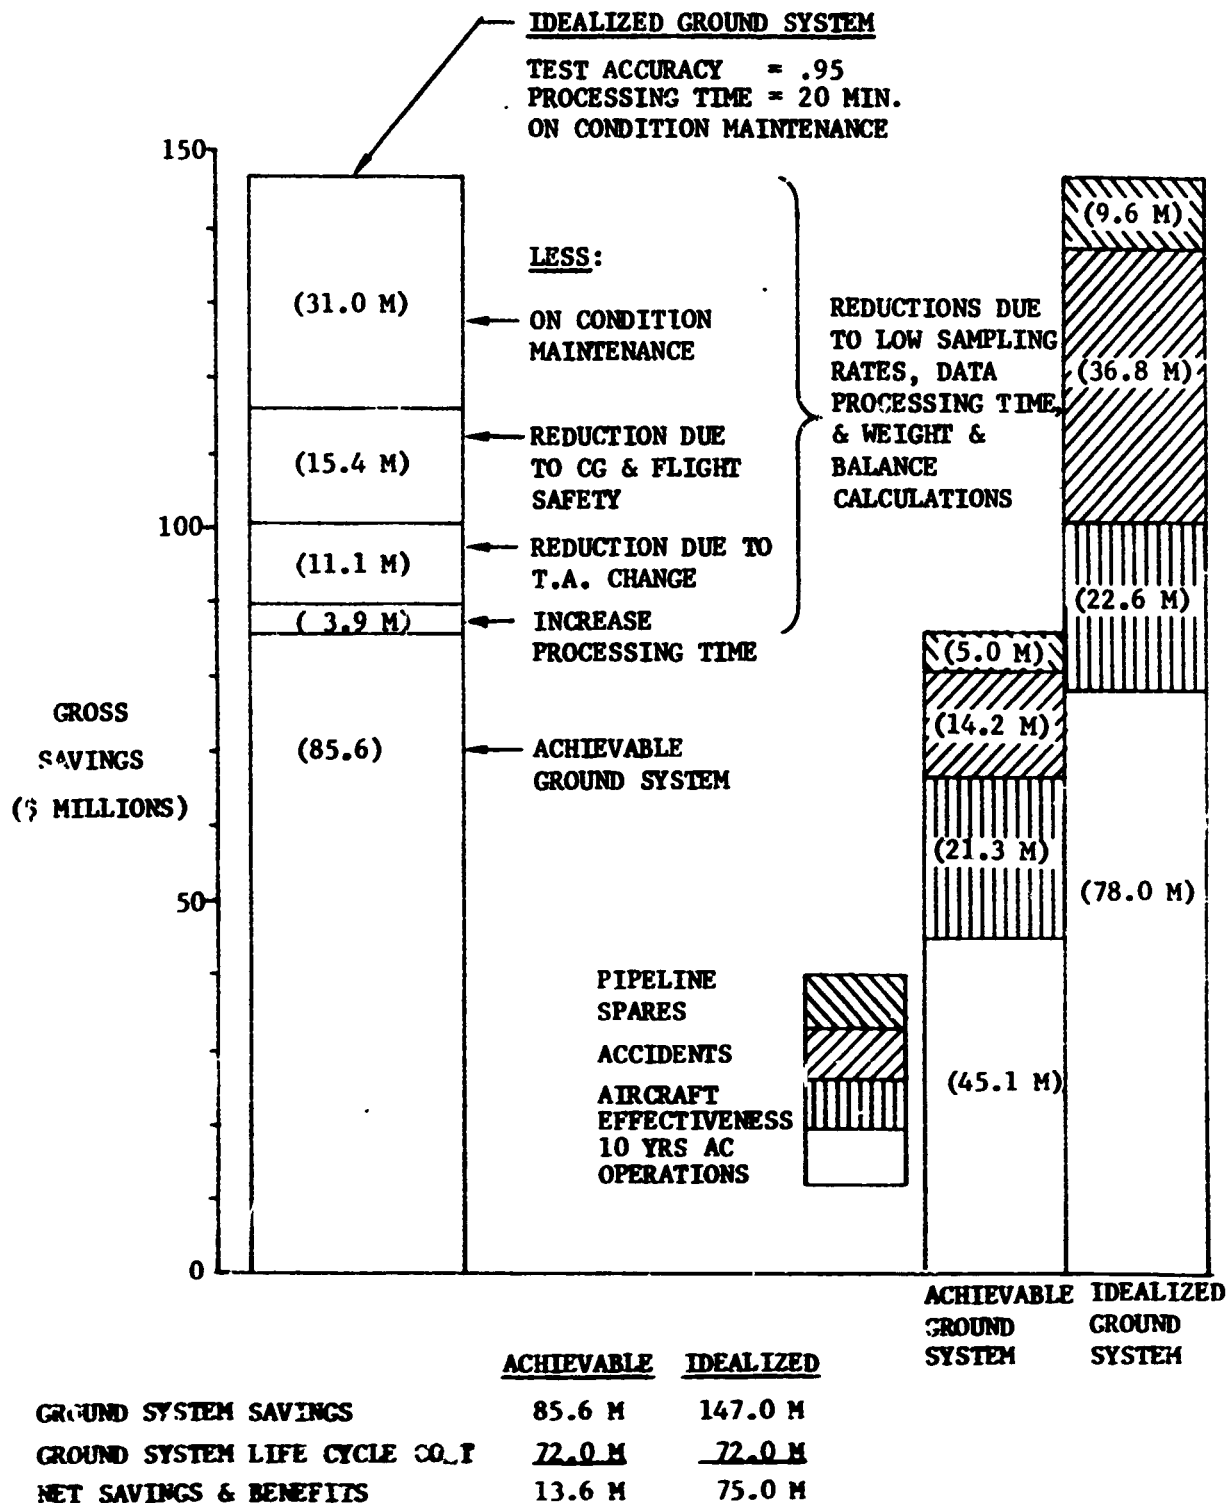 IDEALIZED GROUND SYSTEM
TEST ACCURACY = .95
PROCESSING TIME = 20 MIN.
ON CONDITION MAINTENANCE
150
100
50
0
GROSS
SAVINGS
($ MILLIONS)
(31.0 M)
(15.4 M)
(11.1 M)
( 3.9 M)
(85.6)
LESS:
ON CONDITION
MAINTENANCE
REDUCTION DUE
TO CG & FLIGHT
SAFETY
REDUCTION DUE TO
T.A. CHANGE
INCREASE
PROCESSING TIME
ACHIEVABLE
GROUND SYSTEM
REDUCTIONS DUE
TO LOW SAMPLING
RATES, DATA
PROCESSING TIME,
& WEIGHT &
BALANCE
CALCULATIONS
PIPELINE
SPARES
ACCIDENTS
AIRCRAFT
EFFECTIVENESS
10 YRS AC
OPERATIONS
(5.0 M)
(14.2 M)
(21.3 M)
(45.1 M)
(9.6 M)
(36.8 M)
(22.6 M)
(78.0 M)
ACHIEVABLE
GROUND
SYSTEM
IDEALIZED
GROUND
SYSTEM
ACHIEVABLE IDEALIZED
GROUND SYSTEM SAVINGS 85.6 M 147.0 M
GROUND SYSTEM LIFE CYCLE COST 72.0 M 72.0 M
NET SAVINGS & BENEFITS 13.6 M 75.0 M